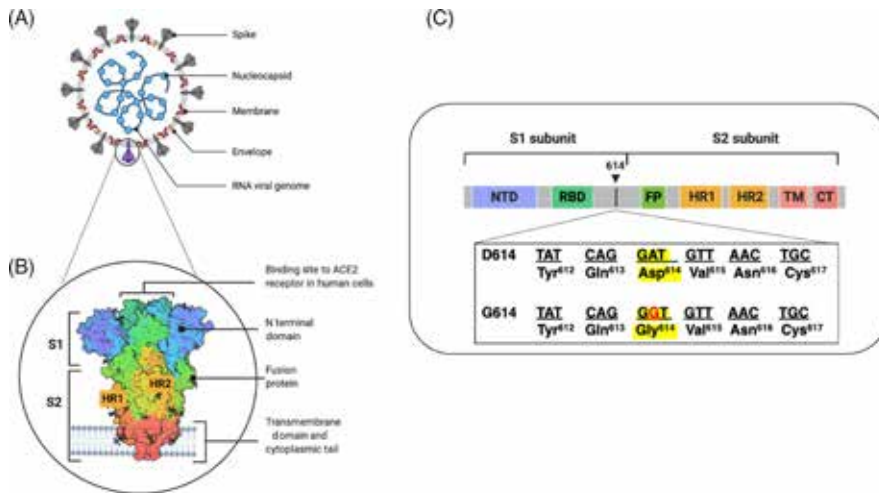 (A)
Spike
Nucleocapsid
Membrane
Envelope
RNA viral genome
(B)
Binding site to ACE2
receptor in human cells
N terminal
domain
Fusion
protein
Transmembrane
domain and
cytoplasmic tail
S1
S2
HR1
HR2
(C)
S1 subunit S2 subunit
614
NTD RBD FP HR1 HR2 TM CT
D614 TAT CAG GAT GTT AAC TGC
Tyr⁶¹² Gln⁶¹³ Asp⁶¹⁴ Val⁶¹⁵ Asn⁶¹⁶ Cys⁶¹⁷
G614 TAT CAG GGT GTT AAC TGC
Tyr⁶¹² Gln⁶¹³ Gly⁶¹⁴ Val⁶¹⁵ Asn⁶¹⁶ Cys⁶¹⁷